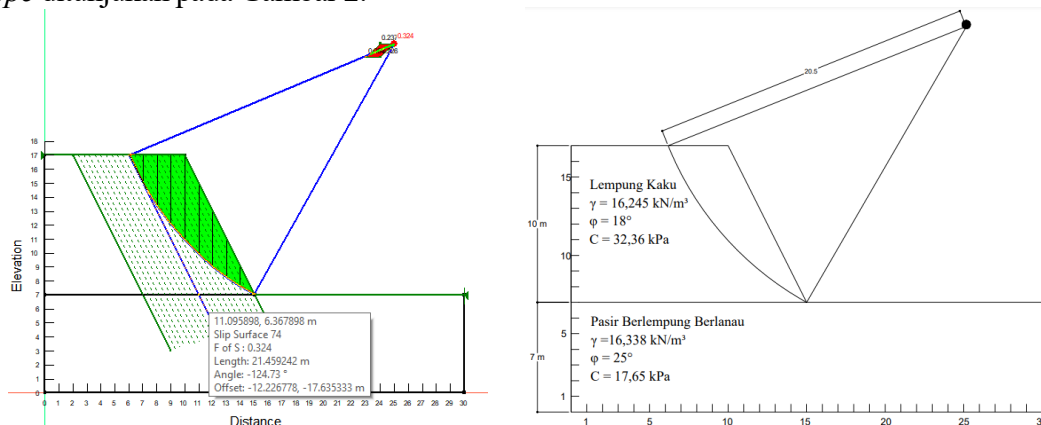 0.324
18
17
16
15
14
13
12
11
10
9
8
7
6
5
4
3
2
1
0
Elevation
0 1 2 3 4 5 6 7 8 9 10 11 12 13 14 15 16 17 18 19 20 21 22 23 24 25 26 27 28 29 30
Distance
11.095898, 6.367898 m
Slip Surface 74
F of S : 0.324
Length: 21.459242 m
Angle: -124.73 °
Offset: -12.226778, -17.635333 m
20.5
10 m
7 m
15
10
5
1
Lempung Kaku
γ = 16,245 kN/m³
φ = 18°
C = 32,36 kPa
Pasir Berlempung Berlanau
γ =16,338 kN/m³
φ = 25°
C = 17,65 kPa
1 5 10 15 20 25